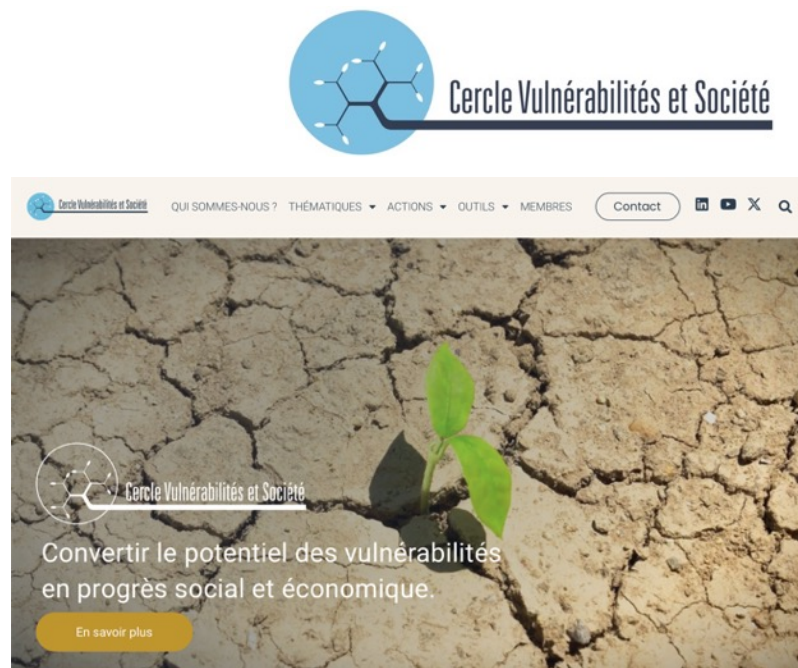 Cercle Vulnérabilités et Société
Cercle Vulnérabilités et Société QUI SOMMES-NOUS ? THÉMATIQUES ACTIONS OUTILS MEMBRES Contact
Cercle Vulnérabilités et Société
Convertir le potentiel des vulnérabilités
en progrès social et économique.
En savoir plus